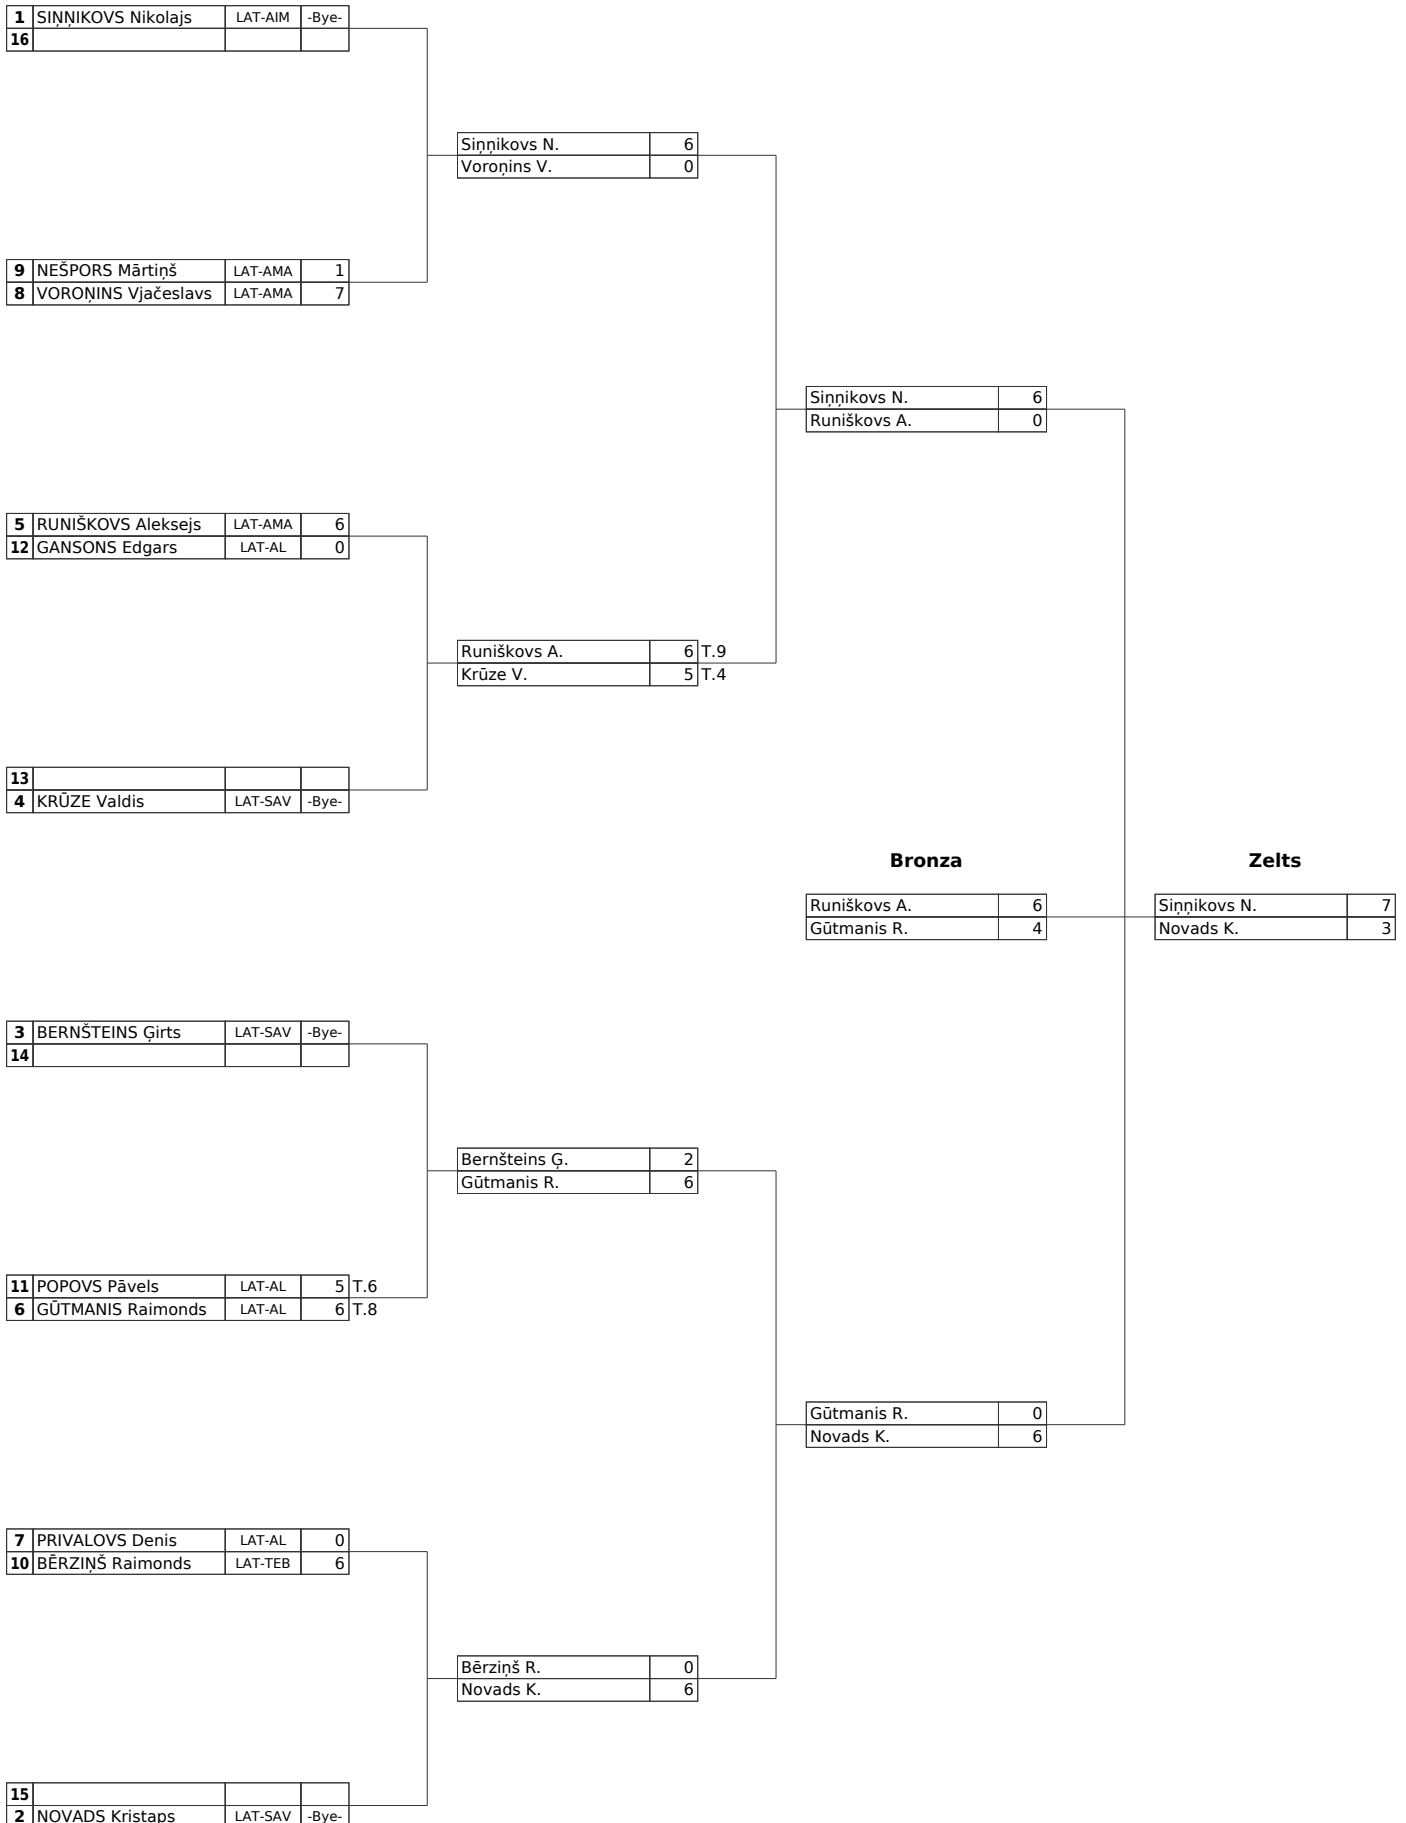 1 SIŅŅIKOVS Nikolajs LAT-AIM -Bye-
16
Siņņikovs N. 6
Voroņins V. 0
9 NEŠPORS Mārtiņš LAT-AMA 1
8 VOROŅINS Vjačeslavs LAT-AMA 7
Siņņikovs N. 6
Runiškovs A. 0
5 RUNIŠKOVS Aleksejs LAT-AMA 6
12 GANSONS Edgars LAT-AL 0
Runiškovs A. 6 T.9
Krūze V. 5 T.4
13
4 KRŪZE Valdis LAT-SAV -Bye-
Bronza Zelts
Runiškovs A. 6 Siņņikovs N. 7
Gūtmanis R. 4 Novads K. 3
3 BERNŠTEINS Ģirts LAT-SAV -Bye-
14
Bernšteins Ģ. 2
Gūtmanis R. 6
11 POPOVS Pāvels LAT-AL 5 T.6
6 GŪTMANIS Raimonds LAT-AL 6 T.8
Gūtmanis R. 0
Novads K. 6
7 PRIVALOVS Denis LAT-AL 0
10 BĒRZIŅŠ Raimonds LAT-TEB 6
Bērziņš R. 0
Novads K. 6
15
2 NOVADS Kristaps LAT-SAV -Bye-